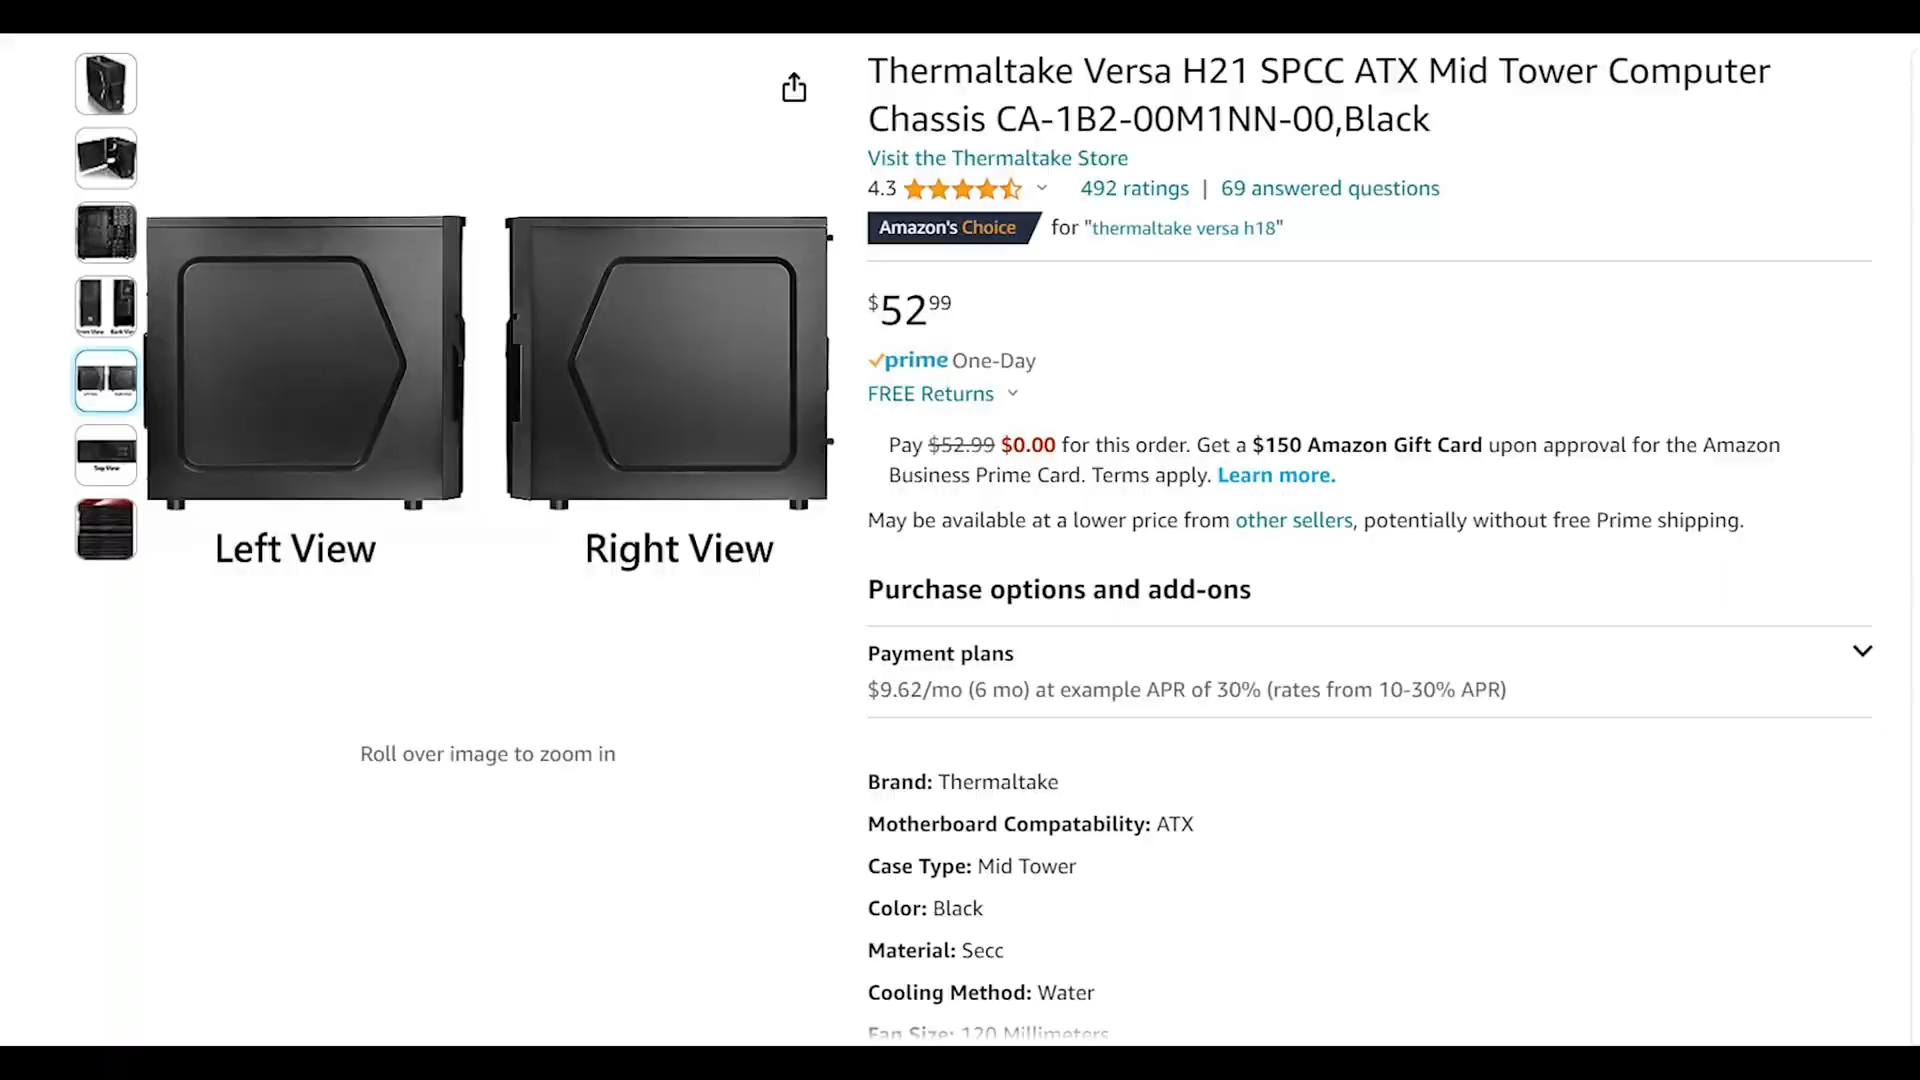 Thermaltake Versa H21 SPCC ATX Mid Tower Computer
Chassis CA-1B2-00M1NN-00,Black
Visit the Thermaltake Store
4.3
492 ratings | 69 answered questions
Amazon's Choice for "thermaltake versa h18"
$52 99
prime One-Day
FREE Returns
Pay $52.99 $0.00 for this order. Get a $150 Amazon Gift Card upon approval for the Amazon
Business Prime Card. Terms apply. Learn more.
May be available at a lower price from other sellers, potentially without free Prime shipping.
Left View
Right View
Top View
Purchase options and add-ons
Payment plans
$9.62/mo (6 mo) at example APR of 30% (rates from 10-30% APR)
Roll over image to zoom in
Brand: Thermaltake
Motherboard Compatability: ATX
Case Type: Mid Tower
Color: Black
Material: Secc
Cooling Method: Water
Fan Size: 120 Millimeters